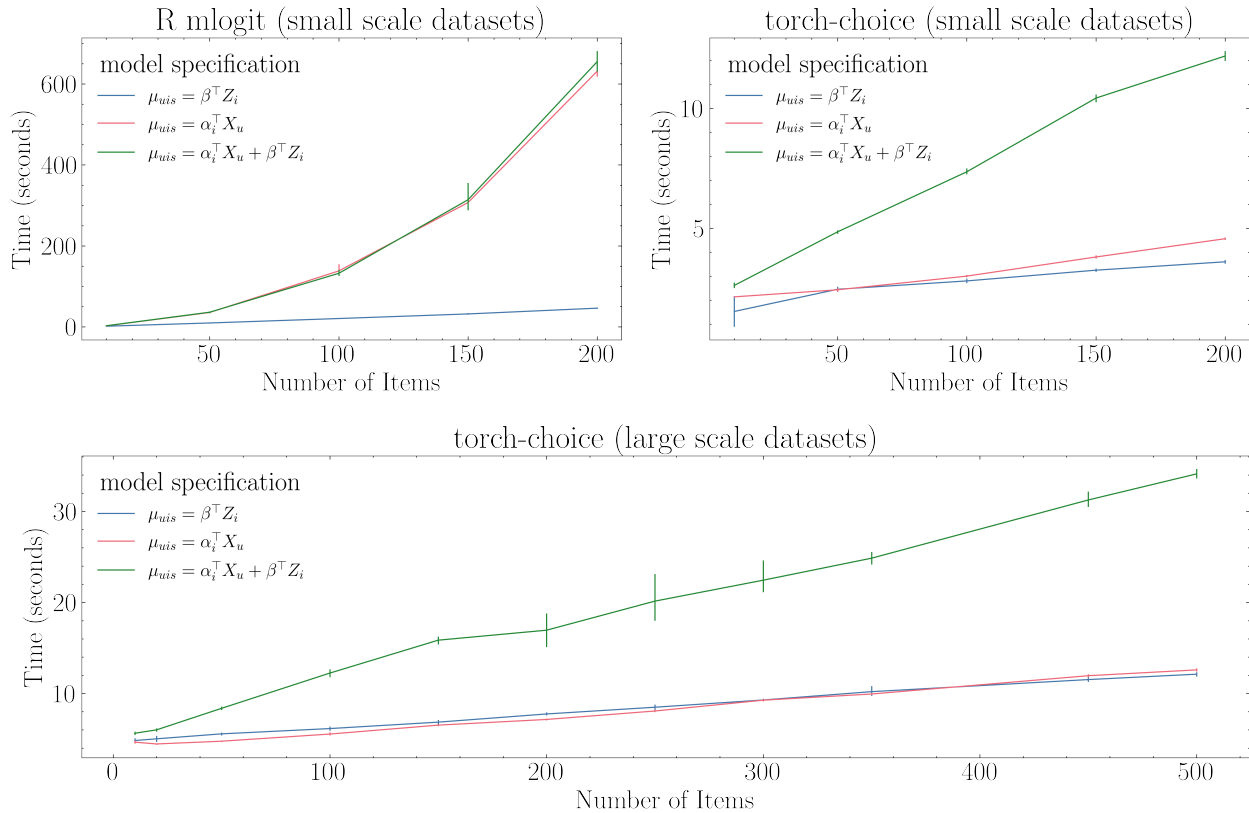 R mlogit (small scale datasets)
model specification
μ_uis = β^⊤Z_i
μ_uis = α_i^⊤X_u
μ_uis = α_i^⊤X_u + β^⊤Z_i
Time (seconds)
600
400
200
0
50 100 150 200
Number of Items
torch-choice (small scale datasets)
model specification
μ_uis = β^⊤Z_i
μ_uis = α_i^⊤X_u
μ_uis = α_i^⊤X_u + β^⊤Z_i
Time (seconds)
10
5
50 100 150 200
Number of Items
torch-choice (large scale datasets)
model specification
μ_uis = β^⊤Z_i
μ_uis = α_i^⊤X_u
μ_uis = α_i^⊤X_u + β^⊤Z_i
Time (seconds)
30
20
10
0 100 200 300 400 500
Number of Items